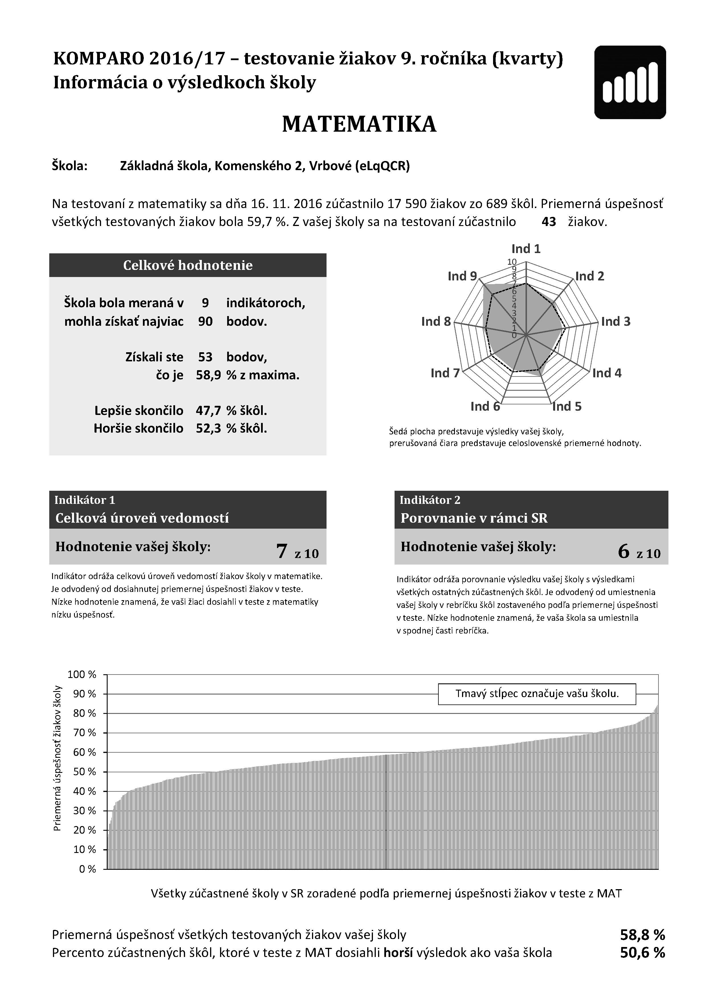 KOMPARO 2016/17 – testovanie žiakov 9. ročníka (kvarty)
Informácia o výsledkoch školy
MATEMATIKA
Škola: Základná škola, Komenského 2, Vrbové (eLqQCR)
Na testovaní z matematiky sa dňa 16. 11. 2016 zúčastnilo 17 590 žiakov zo 689 škôl. Priemerná úspešnosť
všetkých testovaných žiakov bola 59,7 %. Z vašej školy sa na testovaní zúčastnilo 43 žiakov.
Celkové hodnotenie
Škola bola meraná v 9 indikátoroch,
mohla získať najviac 90 bodov.
Získali ste 53 bodov,
čo je 58,9 % z maxima.
Lepšie skončilo 47,7 % škôl.
Horšie skončilo 52,3 % škôl.
Ind 1
Ind 2
Ind 3
Ind 4
Ind 5
Ind 6
Ind 7
Ind 8
Ind 9
10
9
8
7
6
5
4
3
2
1
0
Šedá plocha predstavuje výsledky vašej školy,
prerušovaná čiara predstavuje celoslovenské priemerné hodnoty.
Indikátor 1
Celková úroveň vedomostí
Hodnotenie vašej školy: 7 z 10
Indikátor odráža celkovú úroveň vedomostí žiakov školy v matematike.
Je odvodený od dosiahnutej priemernej úspešnosti žiakov v teste.
Nízke hodnotenie znamená, že vaši žiaci dosiahli v teste z matematiky
nízku úspešnosť.
Indikátor 2
Porovnanie v rámci SR
Hodnotenie vašej školy: 6 z 10
Indikátor odráža porovnanie výsledku vašej školy s výsledkami
všetkých ostatných zúčastnených škôl. Je odvodený od umiestnenia
vašej školy v rebríčku škôl zostaveného podľa priemernej úspešnosti
v teste. Nízke hodnotenie znamená, že vaša škola sa umiestnila
v spodnej časti rebríčka.
Priemerná úspešnosť žiakov školy
100 %
90 %
80 %
70 %
60 %
50 %
40 %
30 %
20 %
10 %
0 %
Tmavý stĺpec označuje vašu školu.
Všetky zúčastnené školy v SR zoradené podľa priemernej úspešnosti žiakov v teste z MAT
Priemerná úspešnosť všetkých testovaných žiakov vašej školy 58,8 %
Percento zúčastnených škôl, ktoré v teste z MAT dosiahli horší výsledok ako vaša škola 50,6 %